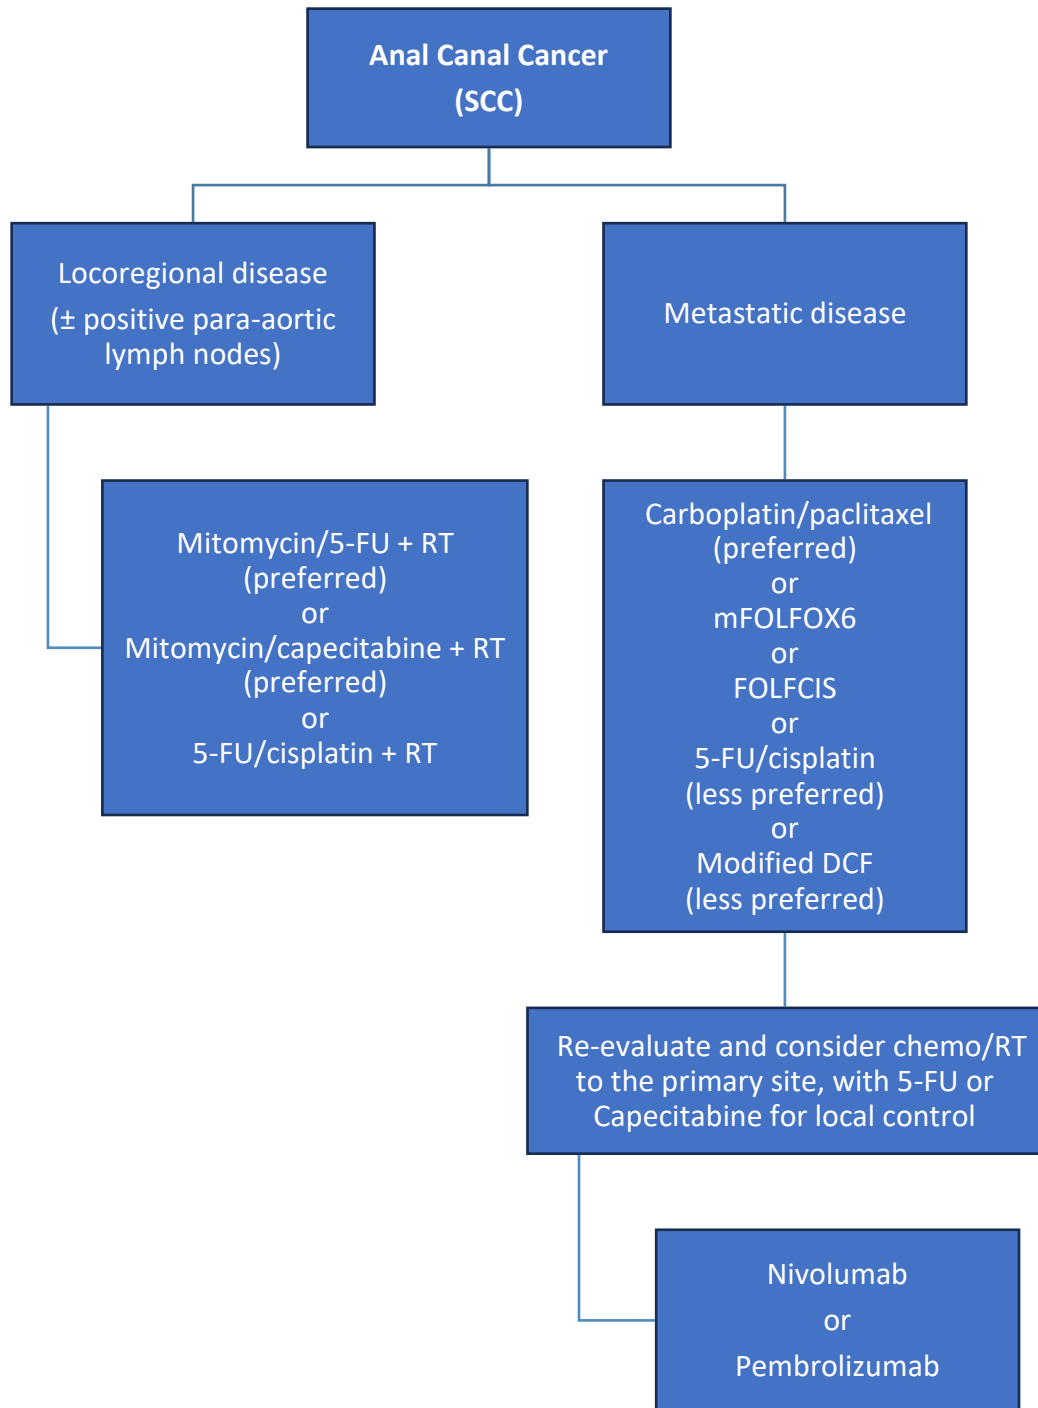 Anal Canal Cancer
(SCC)
Locoregional disease
(± positive para-aortic
lymph nodes)
Metastatic disease
Mitomycin/5-FU + RT
(preferred)
or
Mitomycin/capecitabine + RT
(preferred)
or
5-FU/cisplatin + RT
Carboplatin/paclitaxel
(preferred)
or
mFOLFOX6
or
FOLFCIS
or
5-FU/cisplatin
(less preferred)
or
Modified DCF
(less preferred)
Re-evaluate and consider chemo/RT
to the primary site, with 5-FU or
Capecitabine for local control
Nivolumab
or
Pembrolizumab